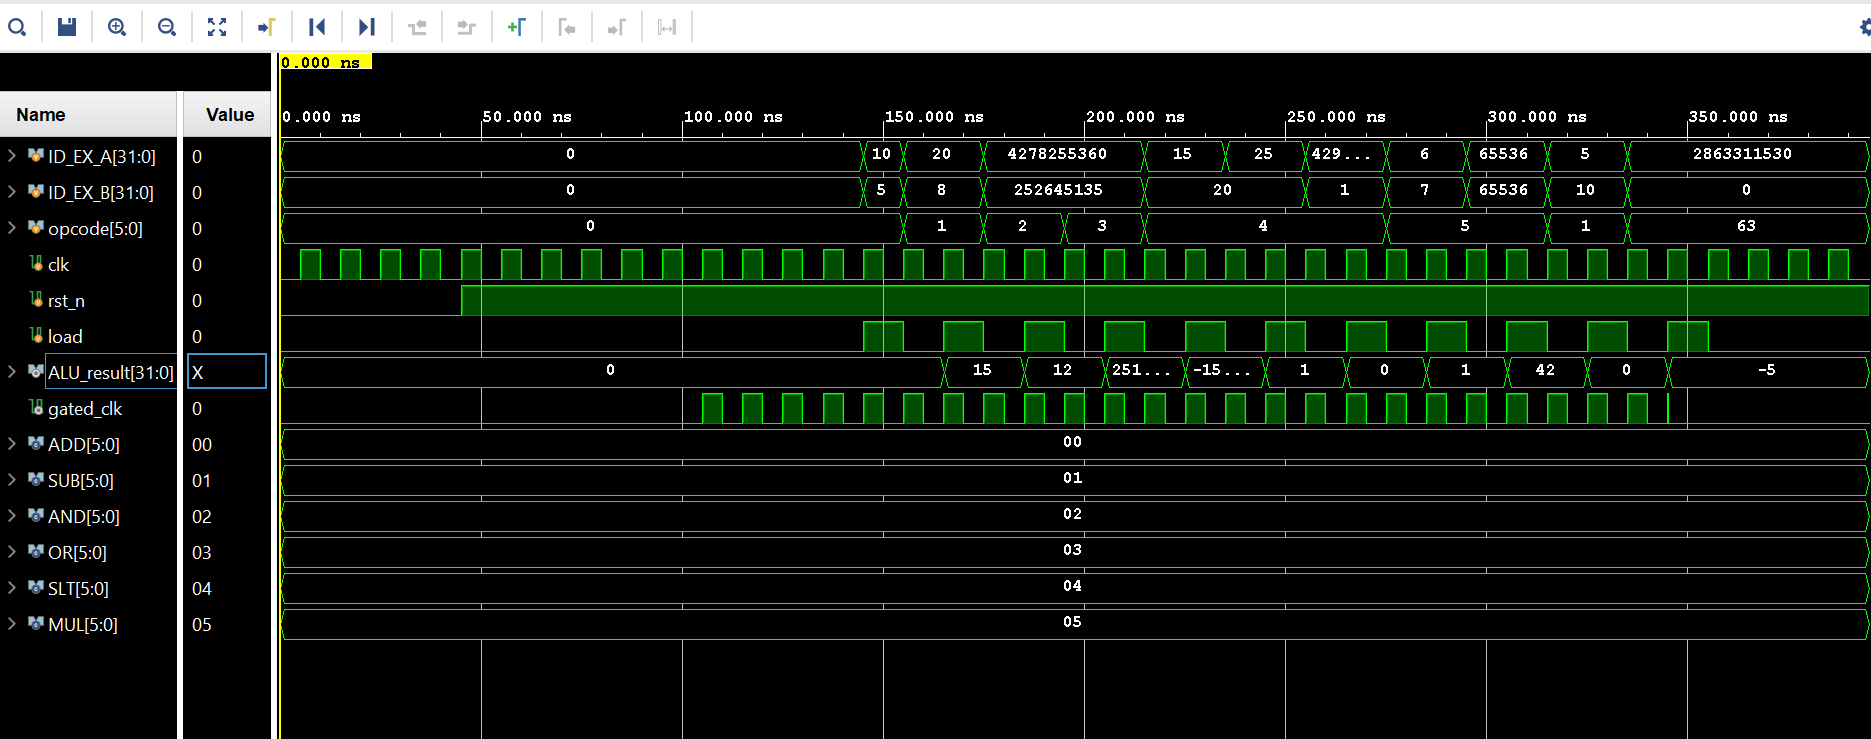 0.000 ns
Name Value
0.000 ns 50.000 ns 100.000 ns 150.000 ns 200.000 ns 250.000 ns 300.000 ns 350.000 ns
ID_EX_A[31:0] 0 0 10 20 4278255360 15 25 429... 6 65536 5 2863311530
ID_EX_B[31:0] 0 0 5 8 252645135 20 1 7 65536 10 0
opcode[5:0] 0 0 1 2 3 4 5 1 63
clk 0
rst_n 0
load 0
ALU_result[31:0] X 0 15 12 251... -15... 1 0 1 42 0 -5
gated_clk 0
ADD[5:0] 00 00
SUB[5:0] 01 01
AND[5:0] 02 02
OR[5:0] 03 03
SLT[5:0] 04 04
MUL[5:0] 05 05